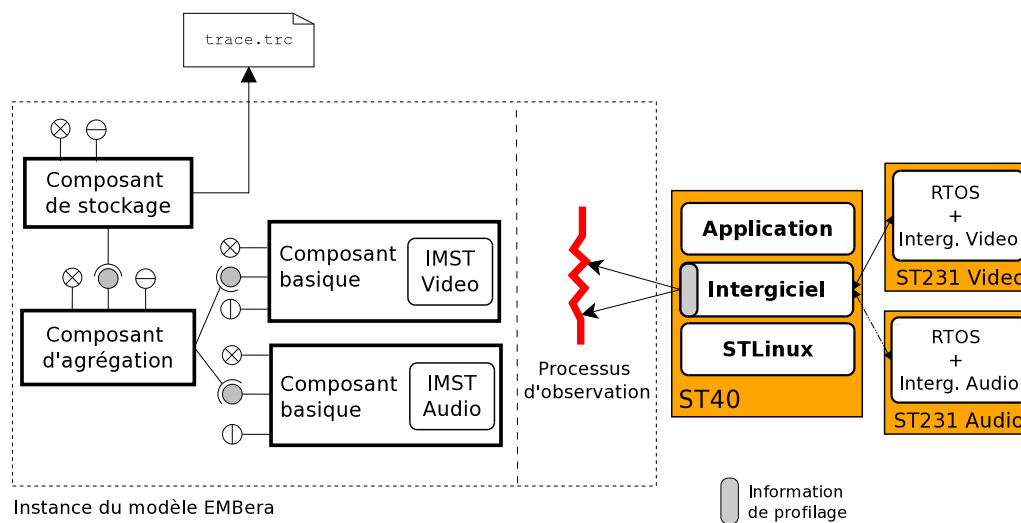 trace.trc
Composant
de stockage
Composant
d'agrégation
Composant
basique
IMST
Video
Composant
basique
IMST
Audio
Processus
d'observation
Application
Intergiciel
STLinux
ST40
RTOS
+
Interg. Video
ST231 Video
RTOS
+
Interg. Audio
ST231 Audio
Information
de profilage
Instance du modèle EMBera